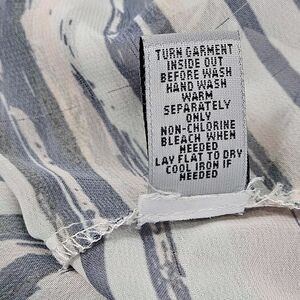 TURN GARMENT
INSIDE OUT
BEFORE WASH
HAND WASH
WARM
SEPARATELY
ONLY
NON-CHLORINE
BLEACH WHEN
NEEDED
LAY FLAT TO DRY
COOL IRON IF
NEEDED